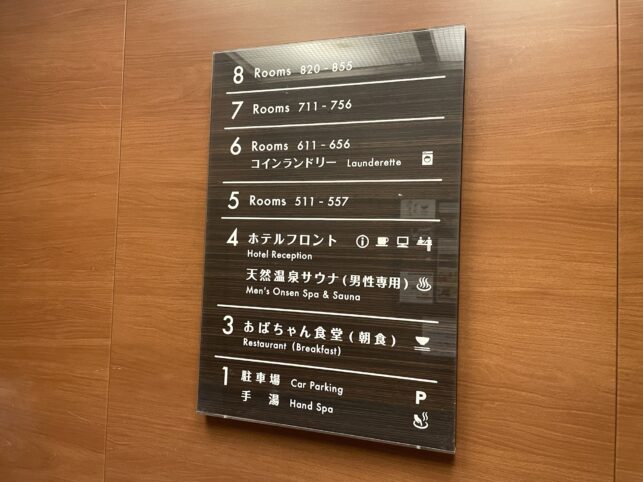 8 Rooms 820 - 855
7 Rooms 711 - 756
6 Rooms 611 - 656
コインランドリー Launderette
5 Rooms 511 - 557
4 ホテルフロント
Hotel Reception
天然温泉サウナ(男性専用)
Men's Onsen Spa & Sauna
3 おばちゃん食堂(朝食)
Restaurant (Breakfast)
1 駐車場 Car Parking P
手 湯 Hand Spa